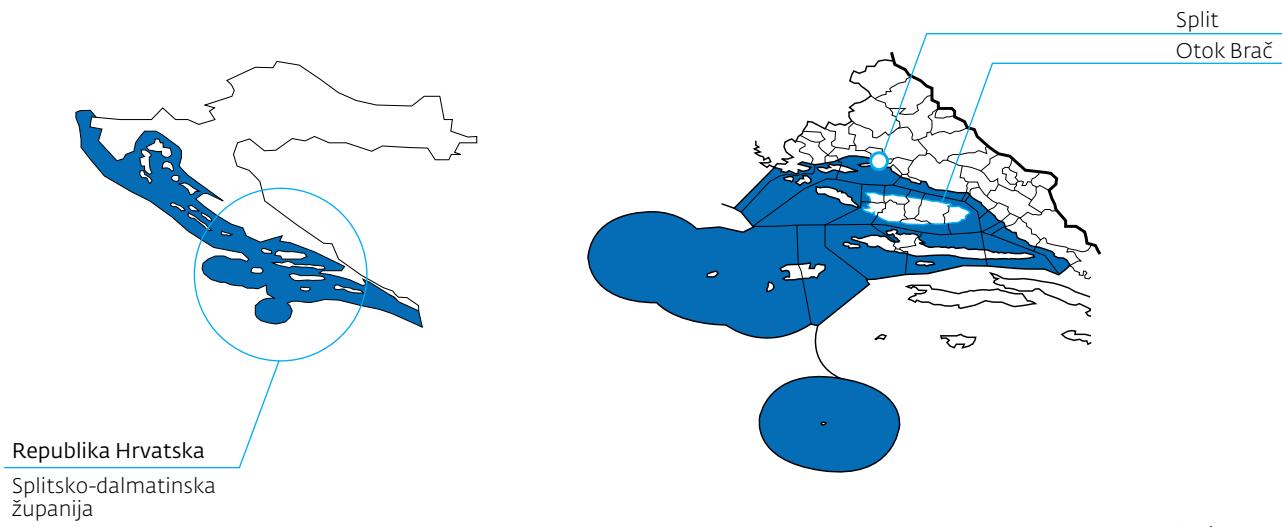 Split
Otok Brač
Republika Hrvatska
Splitsko-dalmatinska
županija